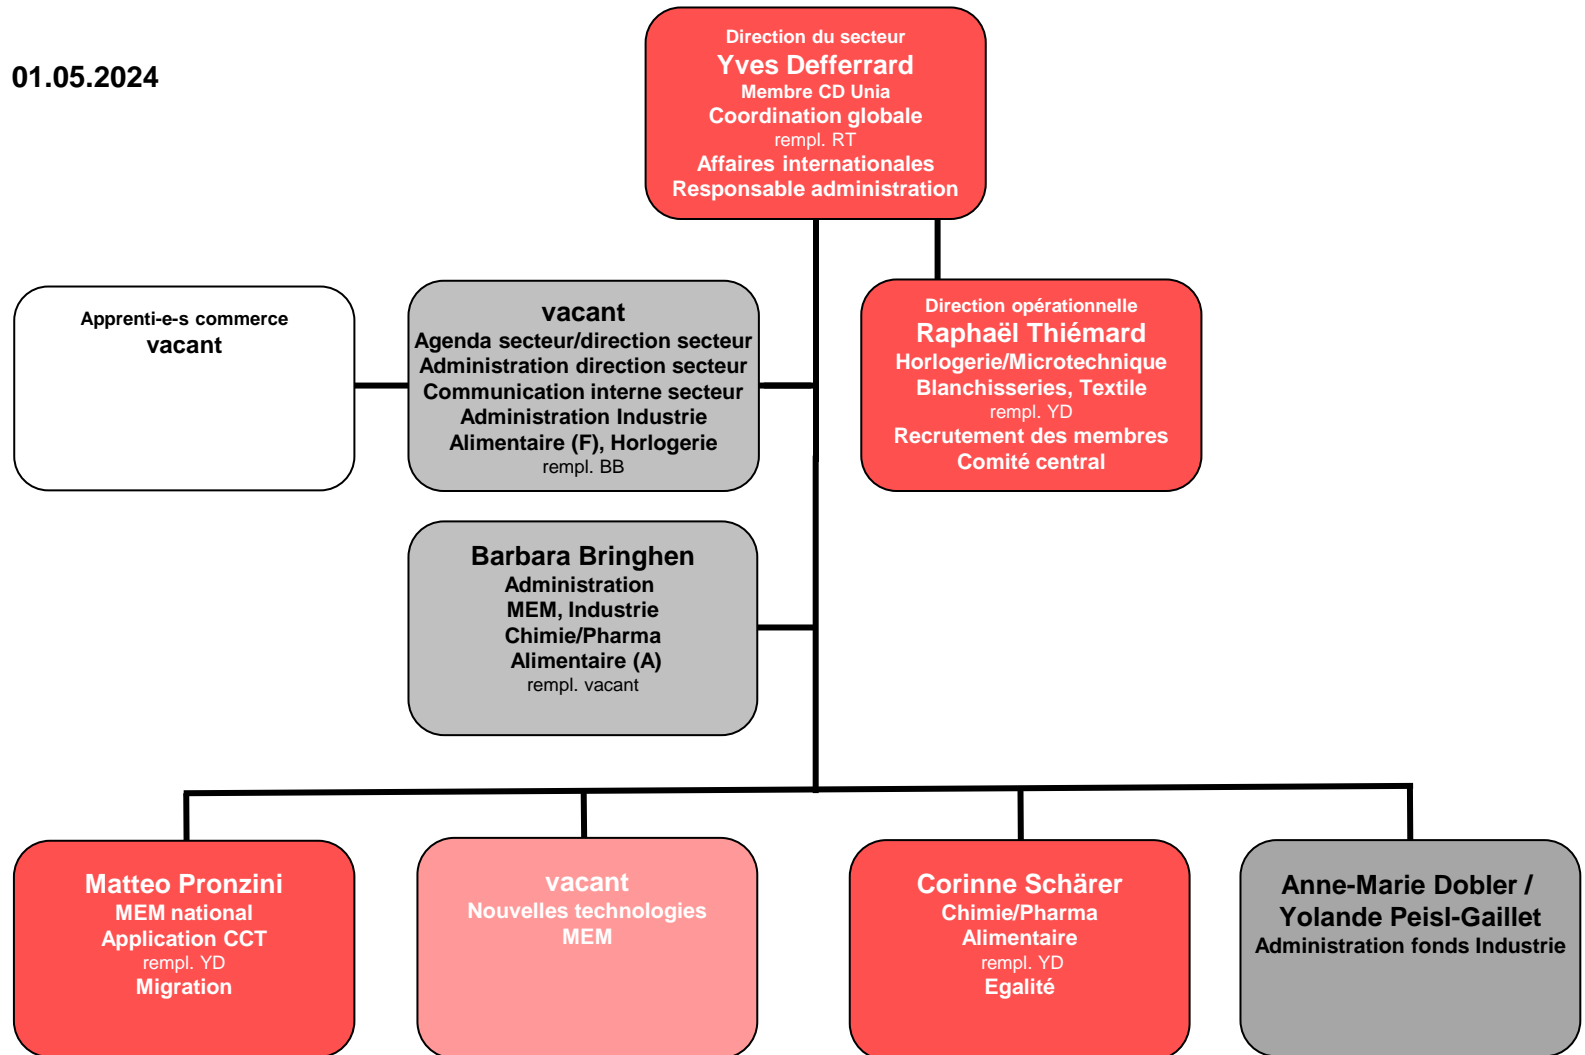 01.05.2024
Direction du secteur
Yves Defferrard
Membre CD Unia
Coordination globale
rempl. RT
Affaires internationales
Responsable administration
Apprenti-e-s commerce
vacant
vacant
Agenda secteur/direction secteur
Administration direction secteur
Communication interne secteur
Administration Industrie
Alimentaire (F), Horlogerie
rempl. BB
Direction opérationnelle
Raphaël Thiémard
Horlogerie/Microtechnique
Blanchisseries, Textile
rempl. YD
Recrutement des membres
Comité central
Barbara Bringhen
Administration
MEM, Industrie
Chimie/Pharma
Alimentaire (A)
rempl. vacant
Matteo Pronzini
MEM national
Application CCT
rempl. YD
Migration
vacant
Nouvelles technologies
MEM
Corinne Schärer
Chimie/Pharma
Alimentaire
rempl. YD
Egalité
Anne-Marie Dobler /
Yolande Peisl-Gaillet
Administration fonds Industrie